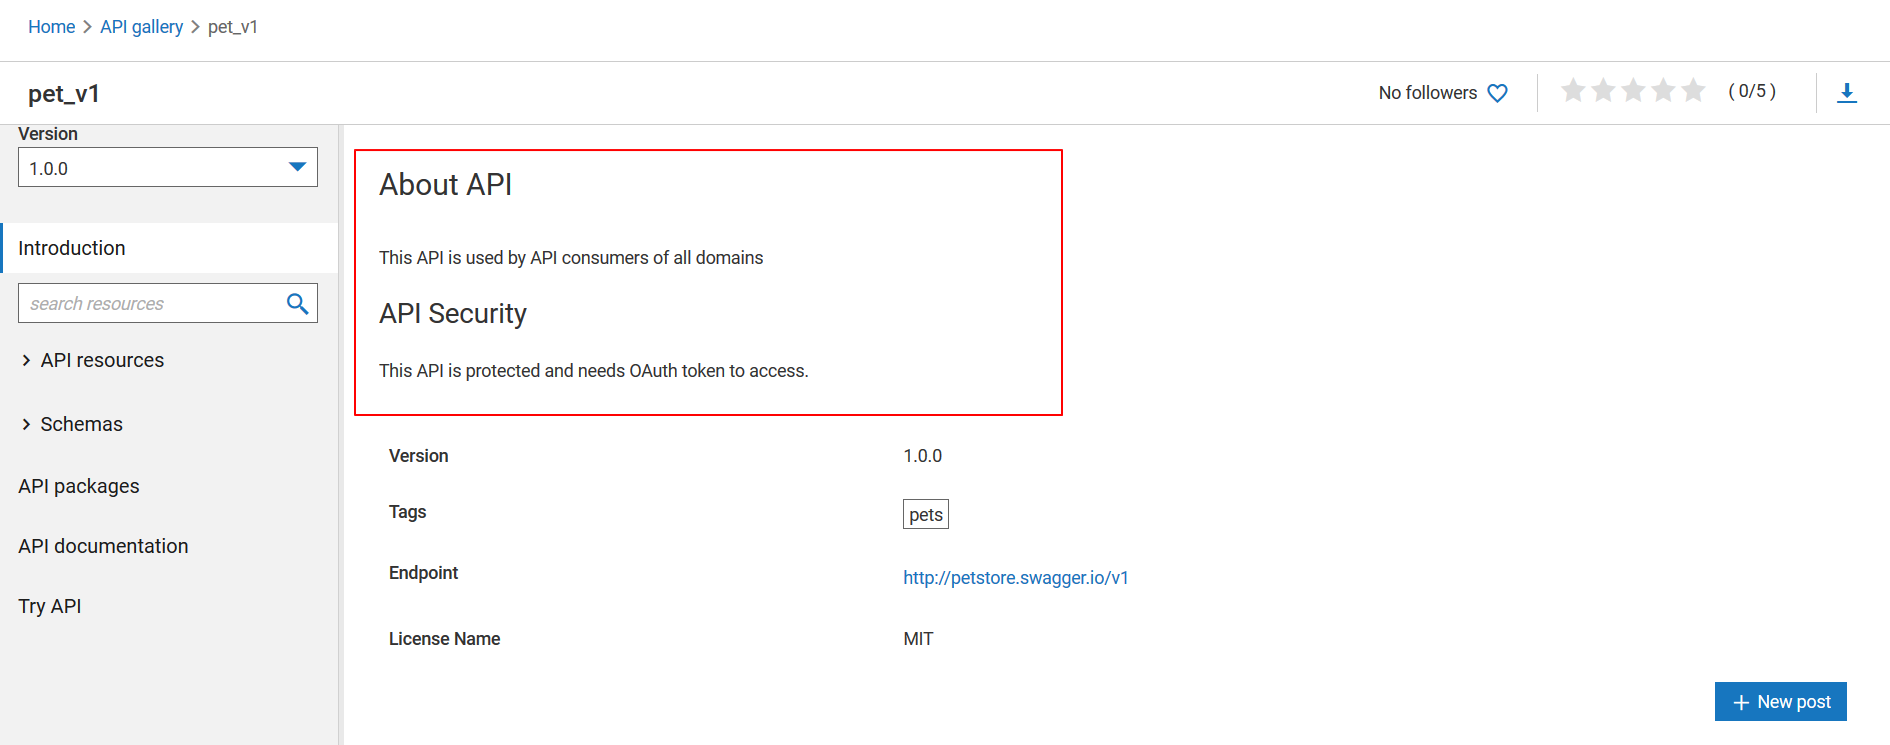 Home > API gallery > pet_v1
pet_v1
No followers
( 0/5 )
Version
1.0.0
Introduction
search resources
API resources
Schemas
API packages
API documentation
Try API
About API
This API is used by API consumers of all domains
API Security
This API is protected and needs OAuth token to access.
Version 1.0.0
Tags pets
Endpoint http://petstore.swagger.io/v1
License Name MIT
+ New post